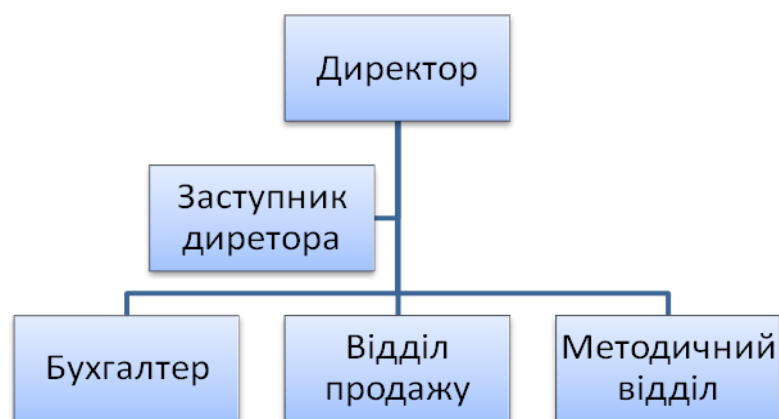 Директор
Заступник
диретора
Бухгалтер
Відділ
продажу
Методичний
відділ